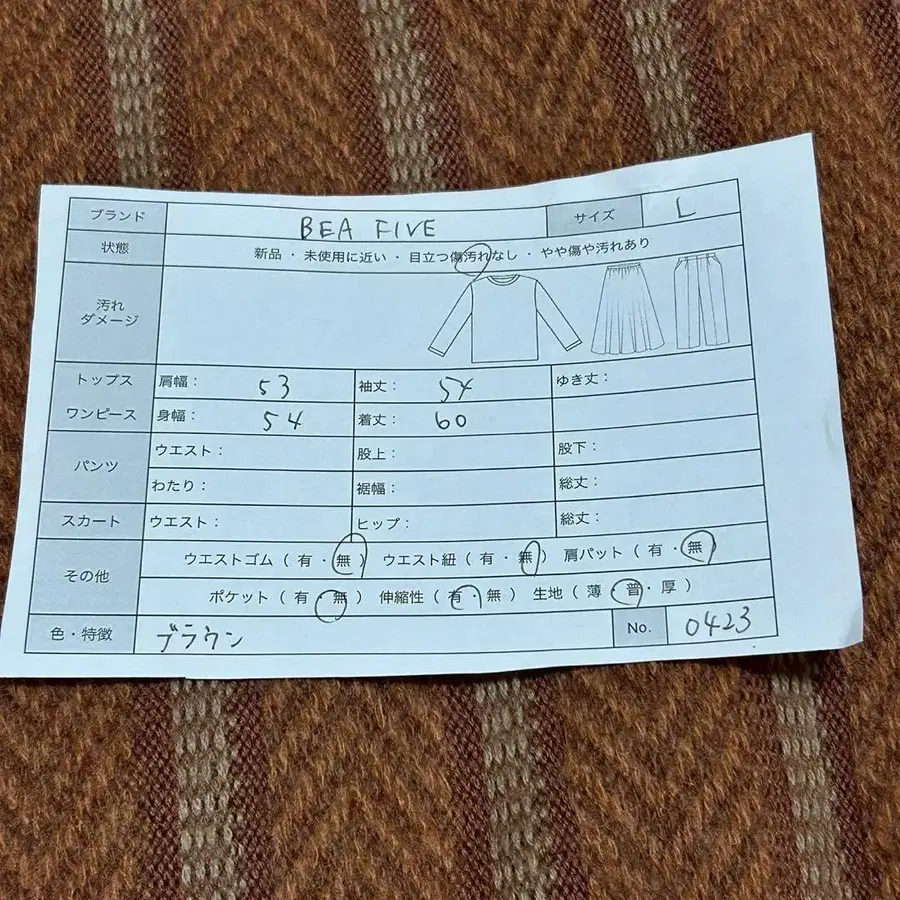 ブランド BEA FIVE サイズ L
状態 新品 ・ 未使用に近い ・ 目立つ傷汚れなし ・ やや傷や汚れあり
汚れ
ダメージ
トップス 肩幅： 53 袖丈： 54 ゆき丈：
ワンピース 身幅： 54 着丈： 60
パンツ ウエスト： 股上： 股下：
わたり： 裾幅： 総丈：
スカート ウエスト： ヒップ： 総丈：
その他 ウエストゴム （ 有 ・ 無 ） ウエスト紐 （ 有 ・ 無 ） 肩パット （ 有 ・ 無 ）
ポケット （ 有 ・ 無 ） 伸縮性 （ 有 ・ 無 ） 生地 （ 薄 ・ 普 ・ 厚 ）
色・特徴 ブラウン No. 0423